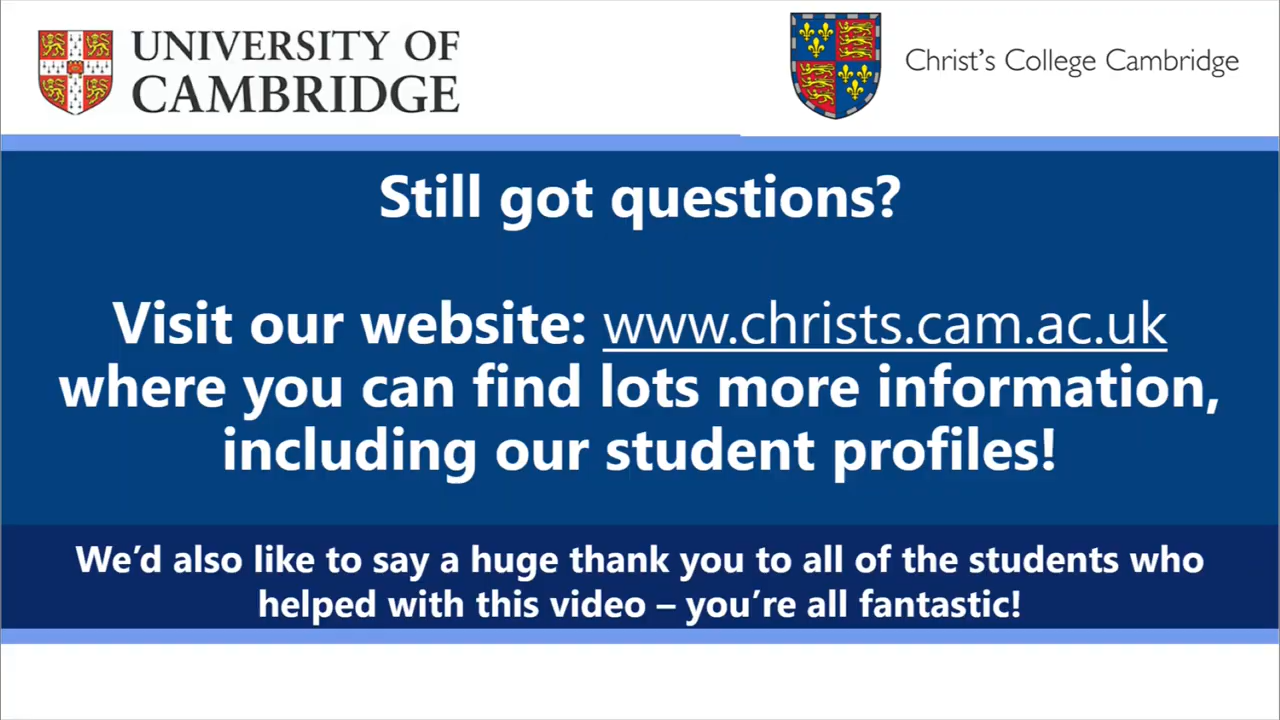 UNIVERSITY OF
CAMBRIDGE
Christ's College Cambridge
Still got questions?
Visit our website: www.christs.cam.ac.uk
where you can find lots more information,
including our student profiles!
We’d also like to say a huge thank you to all of the students who
helped with this video – you’re all fantastic!